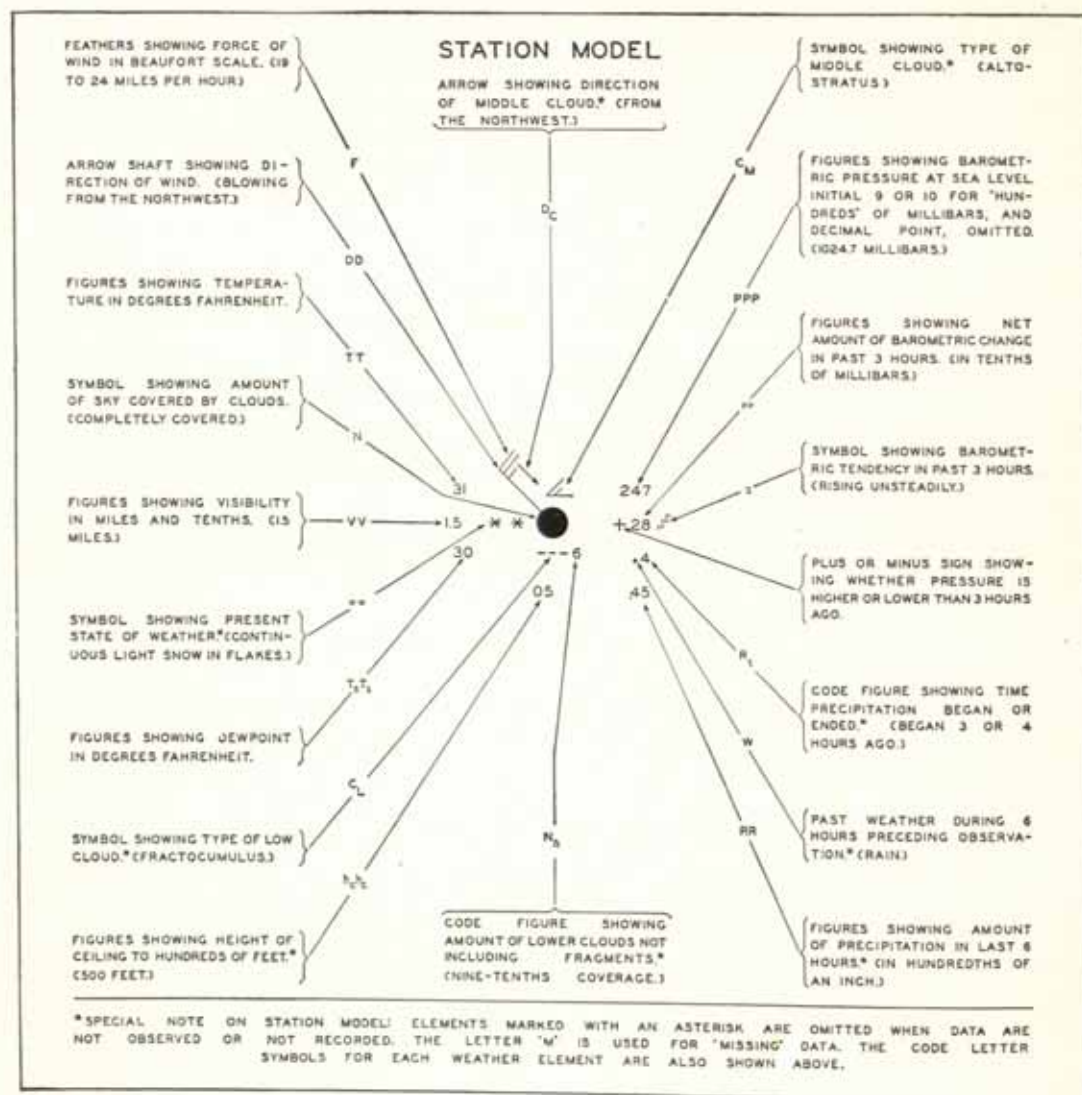 STATION MODEL
FEATHERS SHOWING FORCE OF
WIND IN BEAUFORT SCALE. (19
TO 24 MILES PER HOUR)
ARROW SHOWING DIRECTION
OF MIDDLE CLOUD.* (FROM
THE NORTHWEST.)
SYMBOL SHOWING TYPE OF
MIDDLE CLOUD.* (ALTO-
STRATUS.)
ARROW SHAFT SHOWING DI-
RECTION OF WIND. (BLOWING
FROM THE NORTHWEST.)
FIGURES SHOWING BAROMET-
RIC PRESSURE AT SEA LEVEL
INITIAL 9 OR 10 FOR "HUN-
DREDS" OF MILLIBARS, AND
DECIMAL POINT, OMITTED.
(1024.7 MILLIBARS.)
FIGURES SHOWING TEMPERA-
TURE IN DEGREES FAHRENHEIT.
FIGURES SHOWING NET
AMOUNT OF BAROMETRIC CHANGE
IN PAST 3 HOURS. (IN TENTHS
OF MILLIBARS.)
SYMBOL SHOWING AMOUNT
OF SKY COVERED BY CLOUDS.
(COMPLETELY COVERED.)
SYMBOL SHOWING BAROMET-
RIC TENDENCY IN PAST 3 HOURS.
(RISING UNSTEADILY.)
FIGURES SHOWING VISIBILITY
IN MILES AND TENTHS. (1.5
MILES.)
PLUS OR MINUS SIGN SHOW-
ING WHETHER PRESSURE IS
HIGHER OR LOWER THAN 3 HOURS
AGO.
SYMBOL SHOWING PRESENT
STATE OF WEATHER.* (CONTIN-
UOUS LIGHT SNOW IN FLAKES.)
CODE FIGURE SHOWING TIME
PRECIPITATION BEGAN OR
ENDED.* (BEGAN 3 OR 4
HOURS AGO.)
FIGURES SHOWING DEWPOINT
IN DEGREES FAHRENHEIT.
PAST WEATHER DURING 6
HOURS PRECEDING OBSERVA-
TION.* (RAIN.)
SYMBOL SHOWING TYPE OF LOW
CLOUD.* (FRACTOCUMULUS.)
FIGURES SHOWING HEIGHT OF
CEILING TO HUNDREDS OF FEET.*
(500 FEET.)
CODE FIGURE SHOWING
AMOUNT OF LOWER CLOUDS NOT
INCLUDING FRAGMENTS.*
(NINE-TENTHS COVERAGE.)
FIGURES SHOWING AMOUNT
OF PRECIPITATION IN LAST 6
HOURS.* (IN HUNDREDTHS OF
AN INCH.)
F
DD
TT
N
VV
ww
TsTs
CL
hchc
DC
CM
PPP
PP
Rt
W
RR
31
247
1.5
+28
30
6
.4
05
.45
*SPECIAL NOTE ON STATION MODEL: ELEMENTS MARKED WITH AN ASTERISK ARE OMITTED WHEN DATA ARE
NOT OBSERVED OR NOT RECORDED. THE LETTER "M" IS USED FOR "MISSING" DATA. THE CODE LETTER
SYMBOLS FOR EACH WEATHER ELEMENT ARE ALSO SHOWN ABOVE.